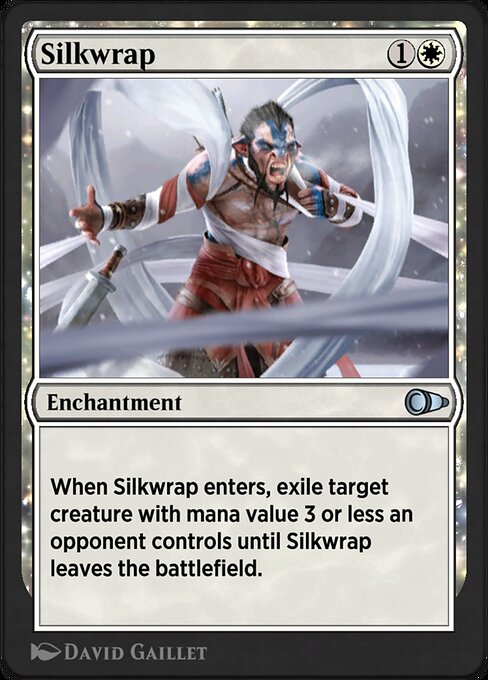 Silkwrap
1
Enchantment
When Silkwrap enters, exile target
creature with mana value 3 or less an
opponent controls until Silkwrap
leaves the battlefield.
David Gaillet